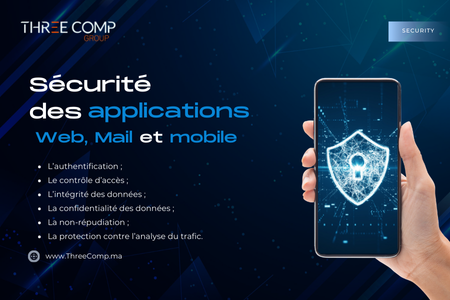 THREE COMP
GROUP
SECURITY
Sécurité
des applications
Web, Mail et mobile
• L'authentification ;
• Le contrôle d'accès ;
• L'intégrité des données ;
• La confidentialité des données ;
• La non-répudiation ;
• La protection contre l'analyse du trafic.
www.ThreeComp.ma